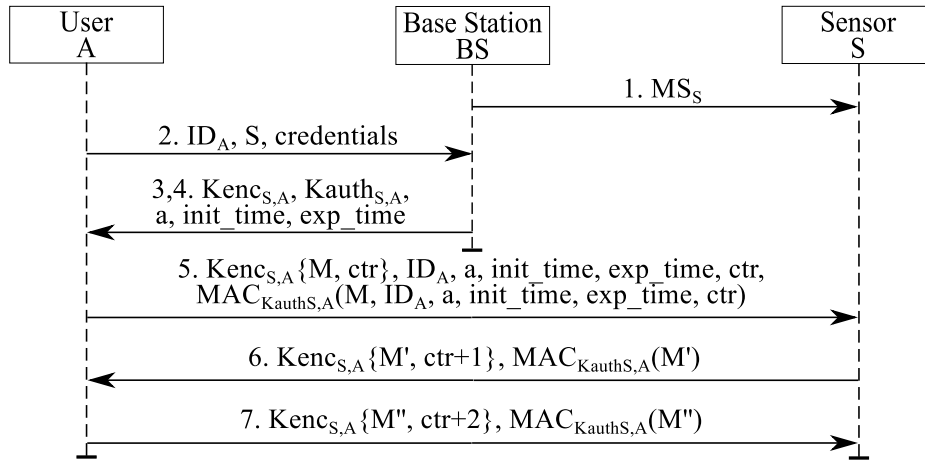 User
A
Base Station
BS
Sensor
S
1. MS_S
2. ID_A, S, credentials
3,4. Kenc_S,A, Kauth_S,A,
a, init_time, exp_time
5. Kenc_S,A{M, ctr}, ID_A, a, init_time, exp_time, ctr,
MAC_KauthS,A(M, ID_A, a, init_time, exp_time, ctr)
6. Kenc_S,A{M', ctr+1}, MAC_KauthS,A(M')
7. Kenc_S,A{M'', ctr+2}, MAC_KauthS,A(M'')